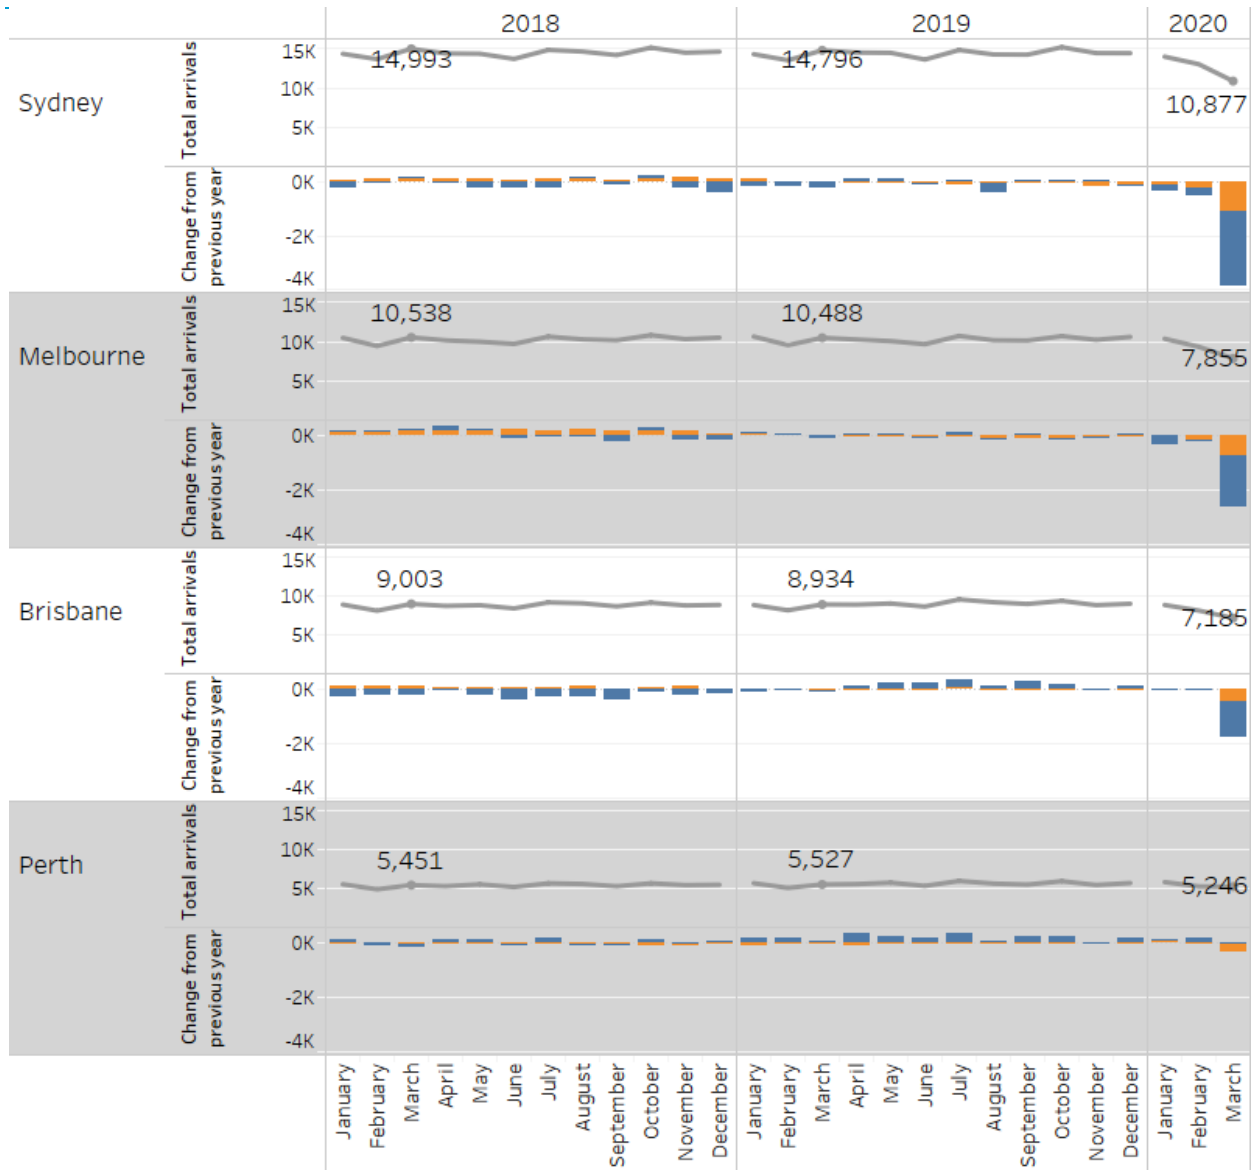 2018 2019 2020
Sydney
Total arrivals
15K
10K
5K
14,993 14,796 10,877
Change from
previous year
0K
-2K
-4K
Melbourne
Total arrivals
15K
10K
5K
10,538 10,488 7,855
Change from
previous year
0K
-2K
-4K
Brisbane
Total arrivals
15K
10K
5K
9,003 8,934 7,185
Change from
previous year
0K
-2K
-4K
Perth
Total arrivals
15K
10K
5K
5,451 5,527 5,246
Change from
previous year
0K
-2K
-4K
January February March April May June July August September October November December January February March April May June July August September October November December January February March